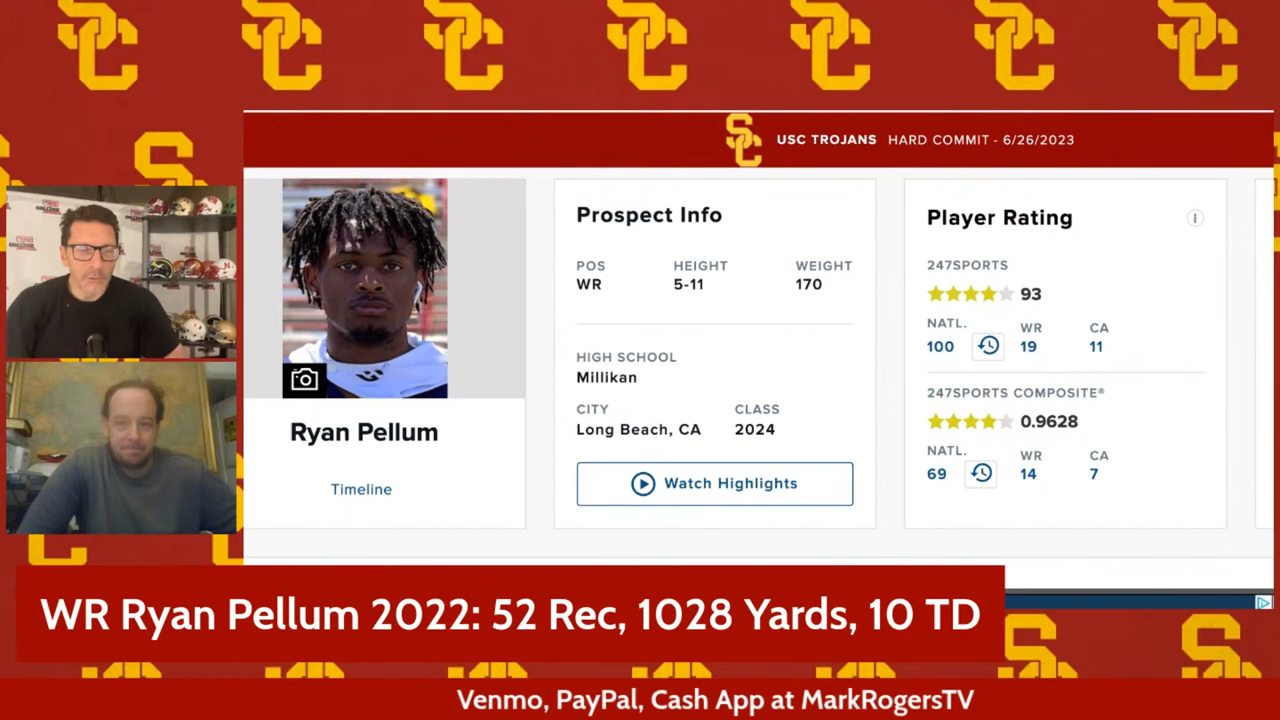 USC TROJANS HARD COMMIT - 6/26/2023
Ryan Pellum
Timeline
Prospect Info
POS HEIGHT WEIGHT
WR 5-11 170
HIGH SCHOOL
Millikan
CITY CLASS
Long Beach, CA 2024
Watch Highlights
Player Rating
247SPORTS
93
NATL. WR CA
100 19 11
247SPORTS COMPOSITE®
0.9628
NATL. WR CA
69 14 7
WR Ryan Pellum 2022: 52 Rec, 1028 Yards, 10 TD
Venmo, PayPal, Cash App at MarkRogersTV